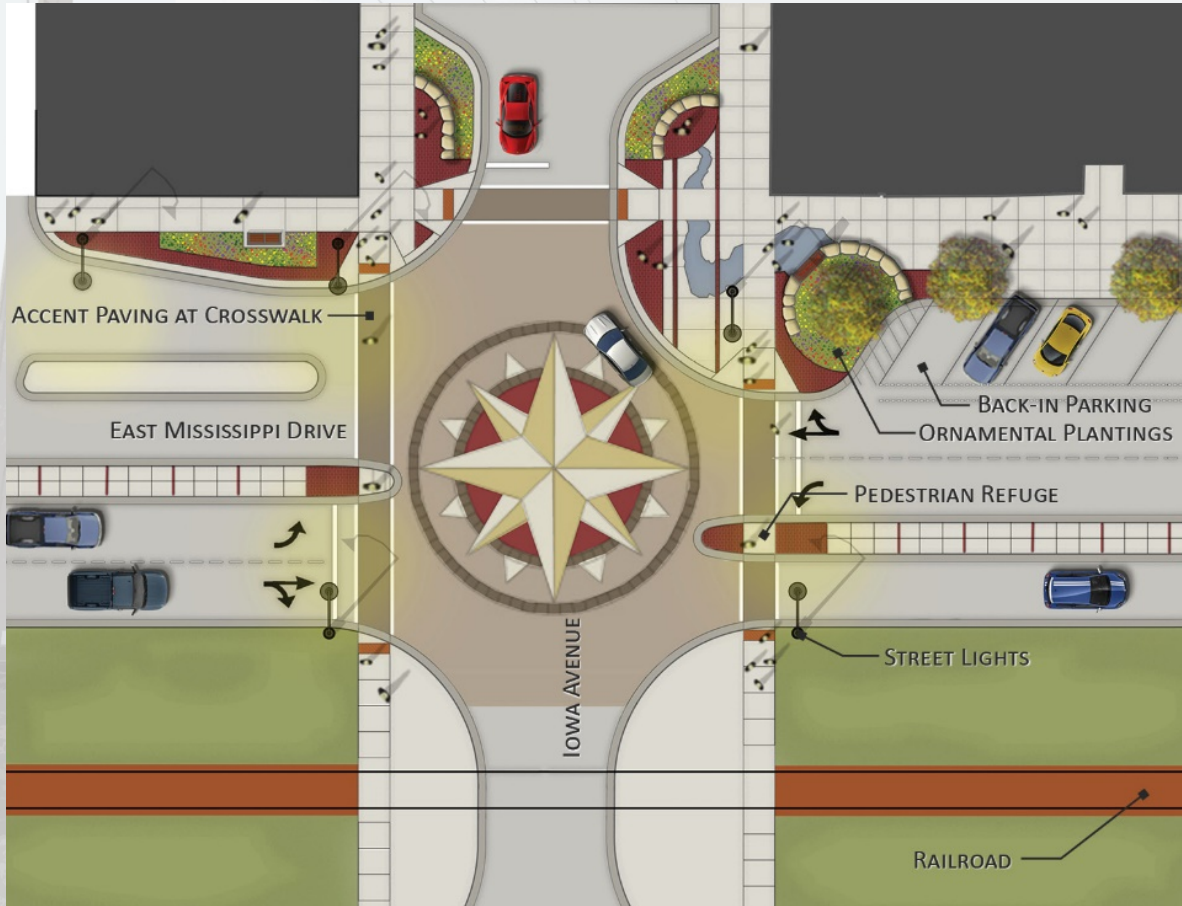 ACCENT PAVING AT CROSSWALK
EAST MISSISSIPPI DRIVE
BACK-IN PARKING
ORNAMENTAL PLANTINGS
PEDESTRIAN REFUGE
IOWA AVENUE
STREET LIGHTS
RAILROAD